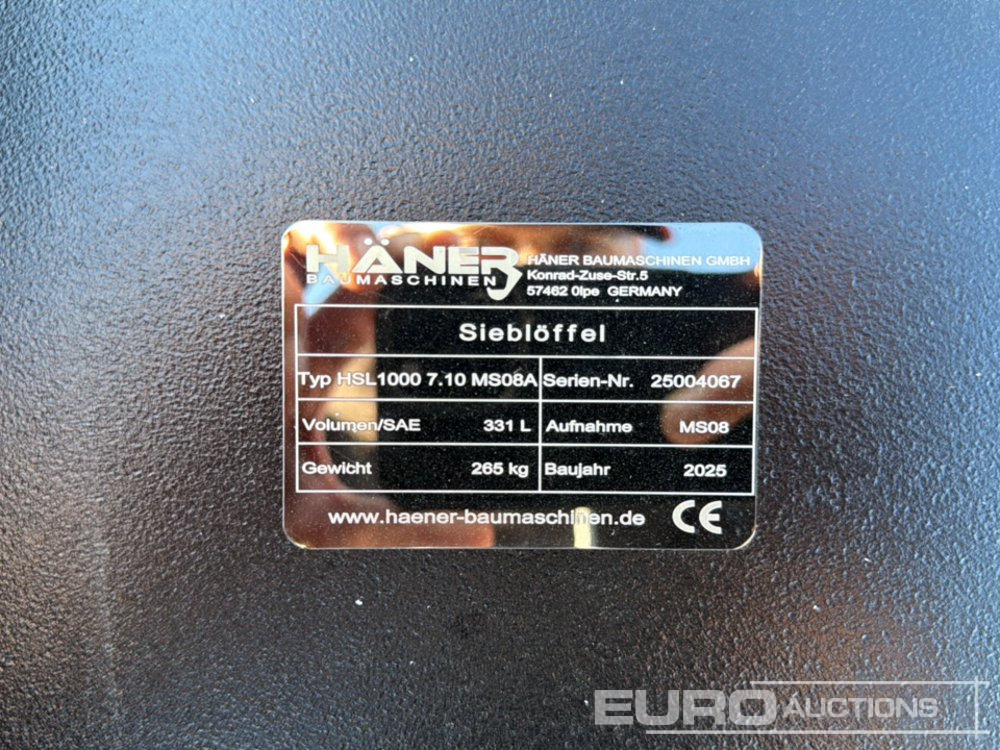 HÄNER
BAUMASCHINEN
HÄNER BAUMASCHINEN GMBH
Konrad-Zuse-Str.5
57462 Olpe GERMANY
Sieblöffel
Typ HSL1000 7.10 MS08A Serien-Nr. 25004067
Volumen/SAE 331 L Aufnahme MS08
Gewicht 265 kg Baujahr 2025
www.haener-baumaschinen.de CE
EURO AUCTIONS